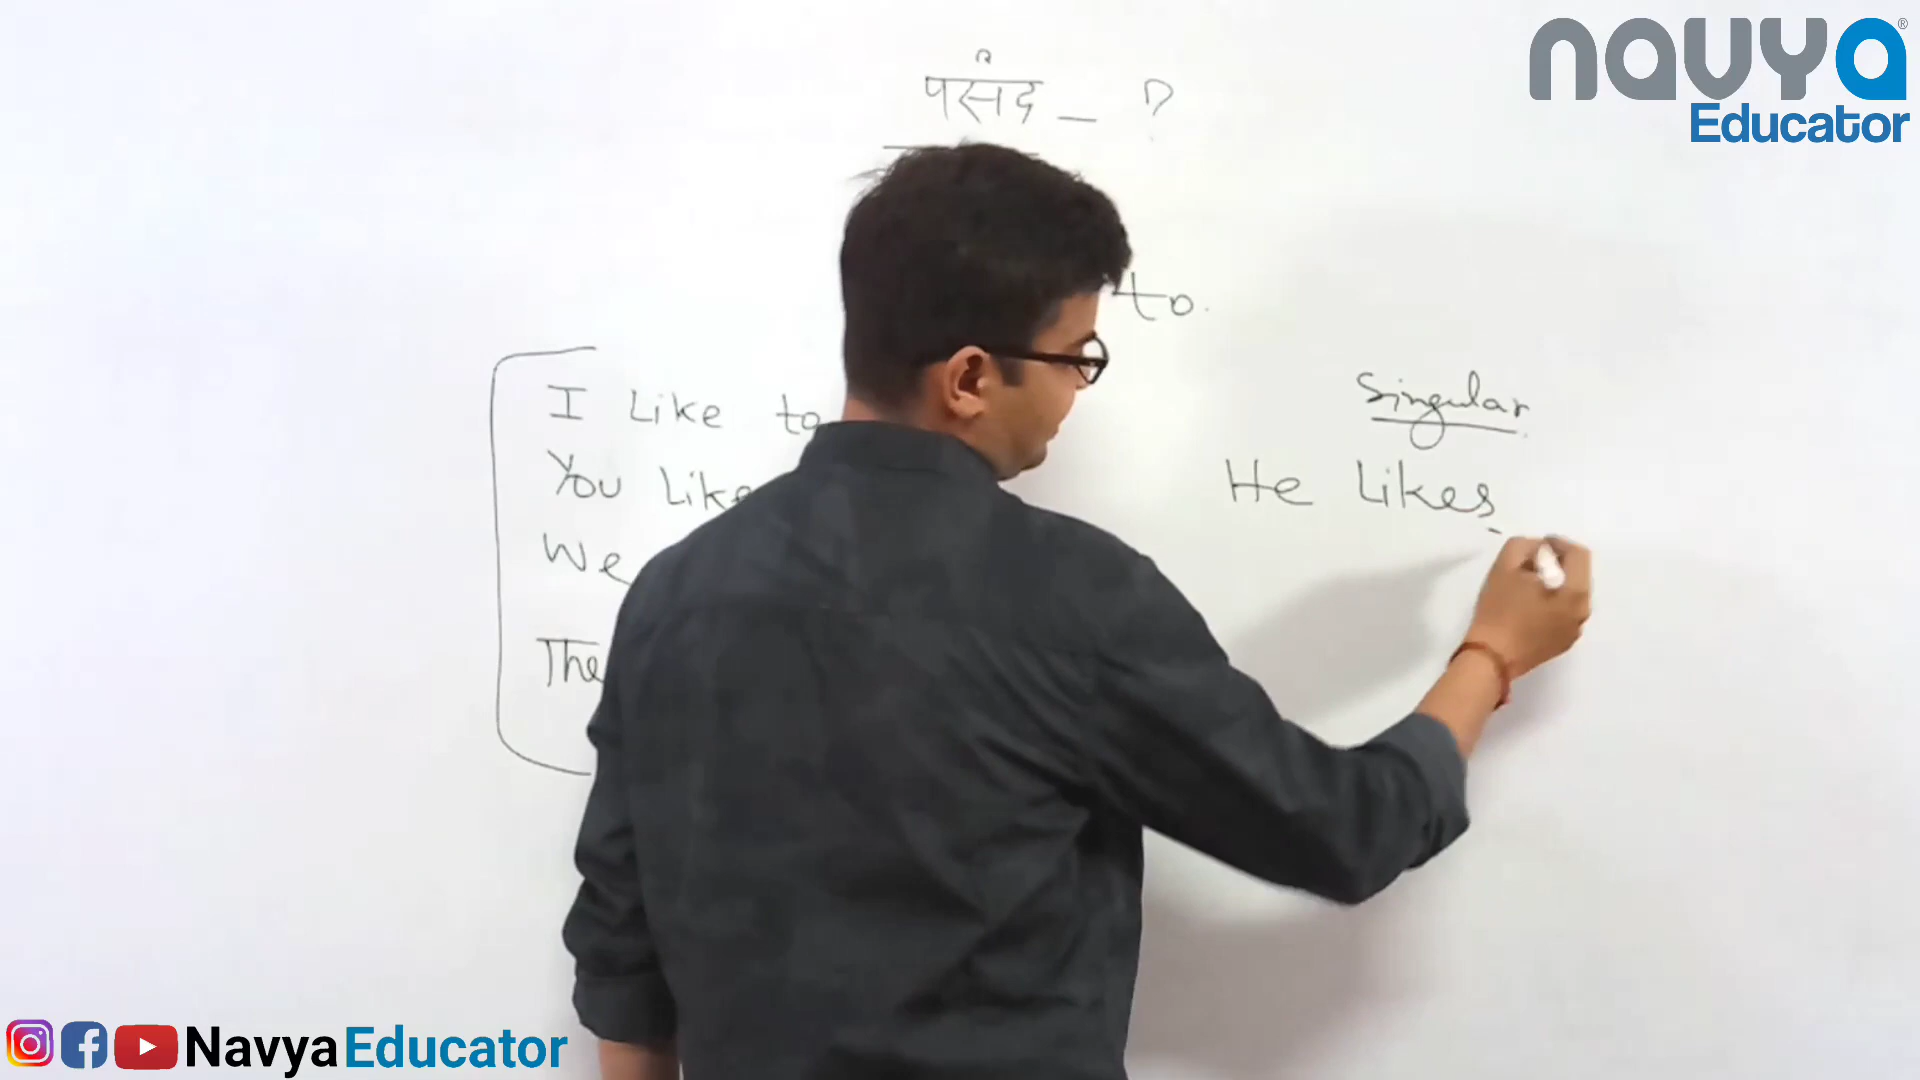 navya®
Educator
पसंद _ ?
to.
I Like to
You Like
We
The
Singular
He Likes
NavyaEducator